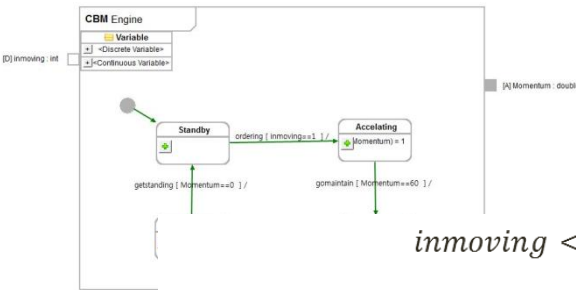 CBM Engine
Variable
<Discrete Variable>
<Continuous Variable>
[D] inmoving : int
[A] Momentum : doubl
Standby
ordering [ inmoving==1 ] /
Accelating
Momentum) = 1
getstanding [ Momentum==0 ] /
gomaintain [ Momentum==60 ] /
inmoving <